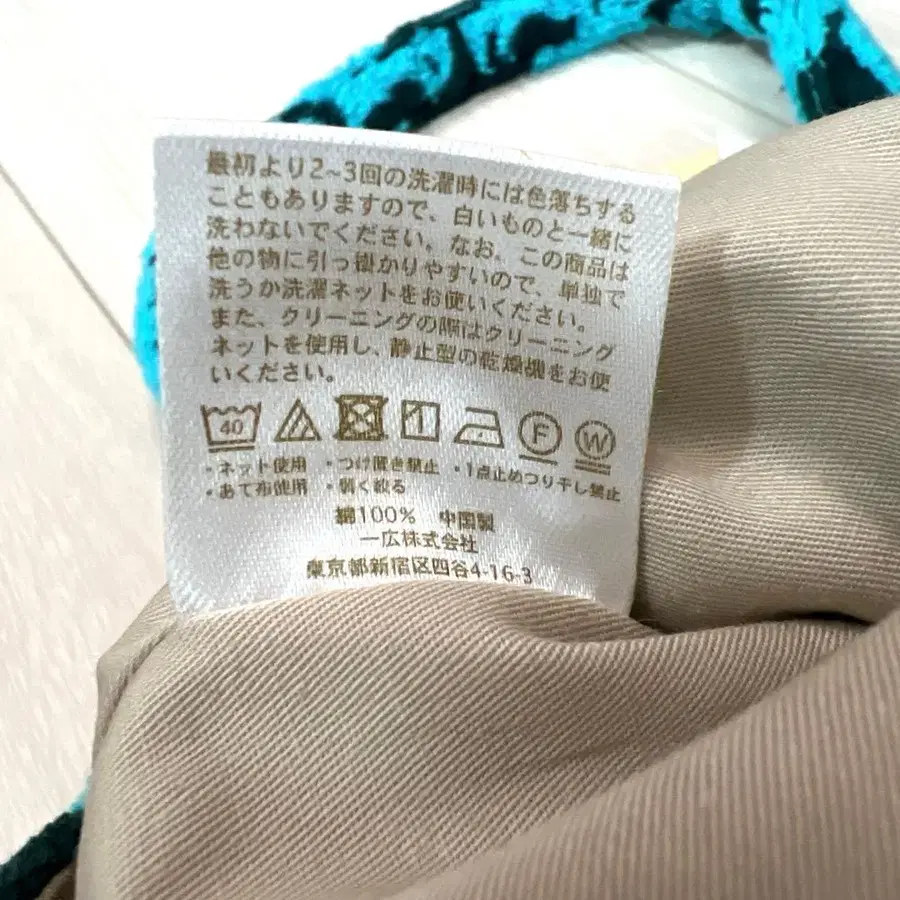 最初より2~3回の洗濯時には色落ちする
こともありますので、白いものと一緒に
洗わないでください。なお、この商品は
他の物に引っ掛かりやすいので、単独で
洗うか洗濯ネットをお使いください。
また、クリーニングの際はクリーニング
ネットを使用し、静止型の乾燥機をお使
いください。
40 F W
・ネット使用 ・つけ置き禁止 ・1点止めつり干し禁止
・あて布使用 ・弱く絞る
綿100% 中国製
一広株式会社
東京都新宿区四谷4-16-3